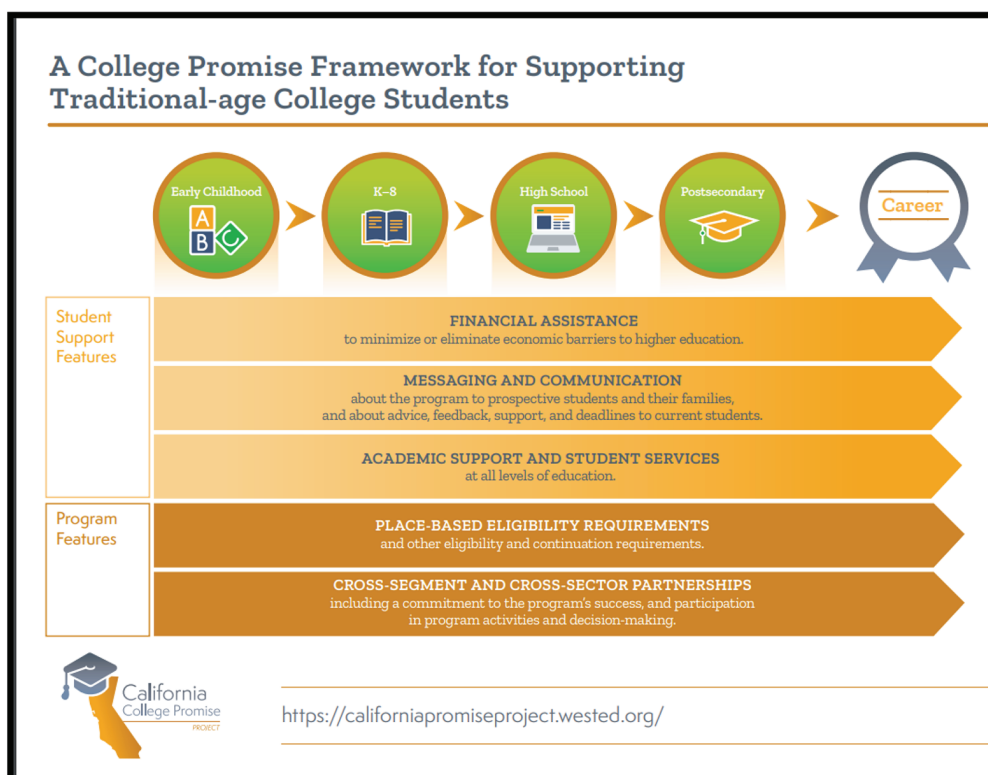 A College Promise Framework for Supporting
Traditional-age College Students
Early Childhood
A
B
C
K–8
High School
Postsecondary
Career
Student
Support
Features
FINANCIAL ASSISTANCE
to minimize or eliminate economic barriers to higher education.
MESSAGING AND COMMUNICATION
about the program to prospective students and their families,
and about advice, feedback, support, and deadlines to current students.
ACADEMIC SUPPORT AND STUDENT SERVICES
at all levels of education.
Program
Features
PLACE-BASED ELIGIBILITY REQUIREMENTS
and other eligibility and continuation requirements.
CROSS-SEGMENT AND CROSS-SECTOR PARTNERSHIPS
including a commitment to the program's success, and participation
in program activities and decision-making.
California
College Promise
PROJECT
https://californiapromiseproject.wested.org/